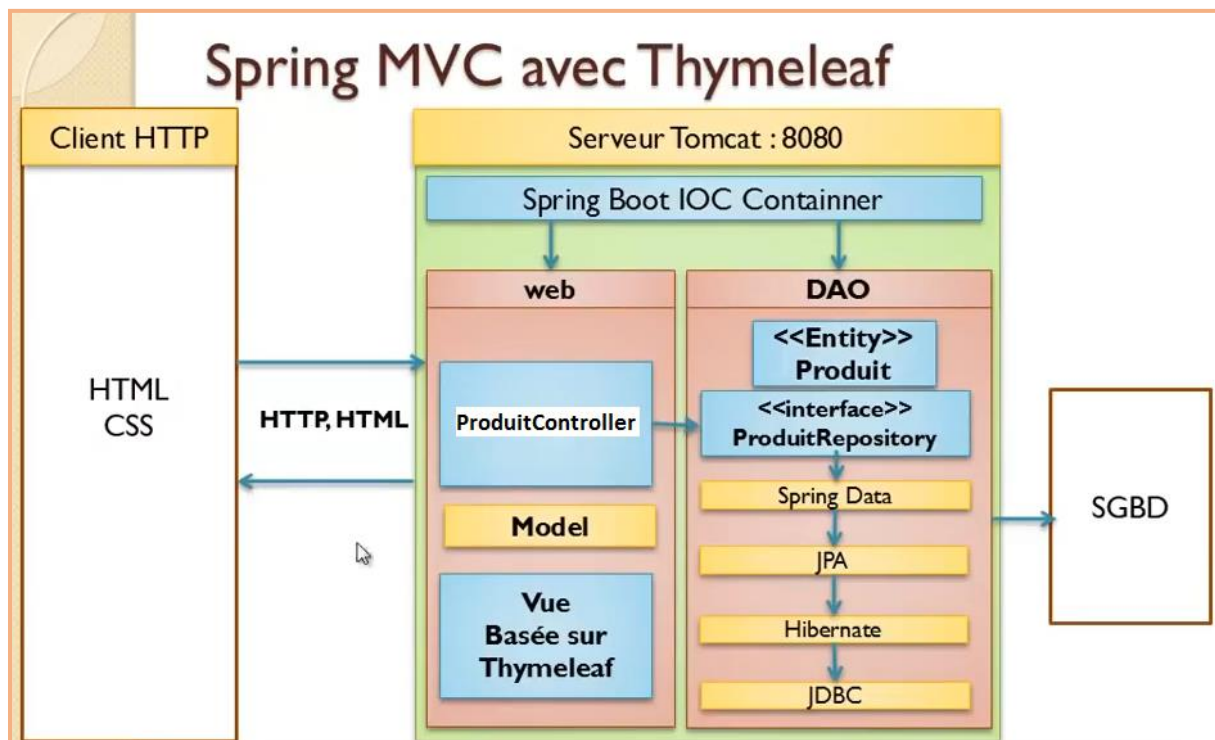 Spring MVC avec Thymeleaf
Client HTTP
HTML
CSS
HTTP, HTML
Serveur Tomcat : 8080
Spring Boot IOC Containner
web
ProduitController
Model
Vue
Basée sur
Thymeleaf
DAO
<<Entity>>
Produit
<<interface>>
ProduitRepository
Spring Data
JPA
Hibernate
JDBC
SGBD